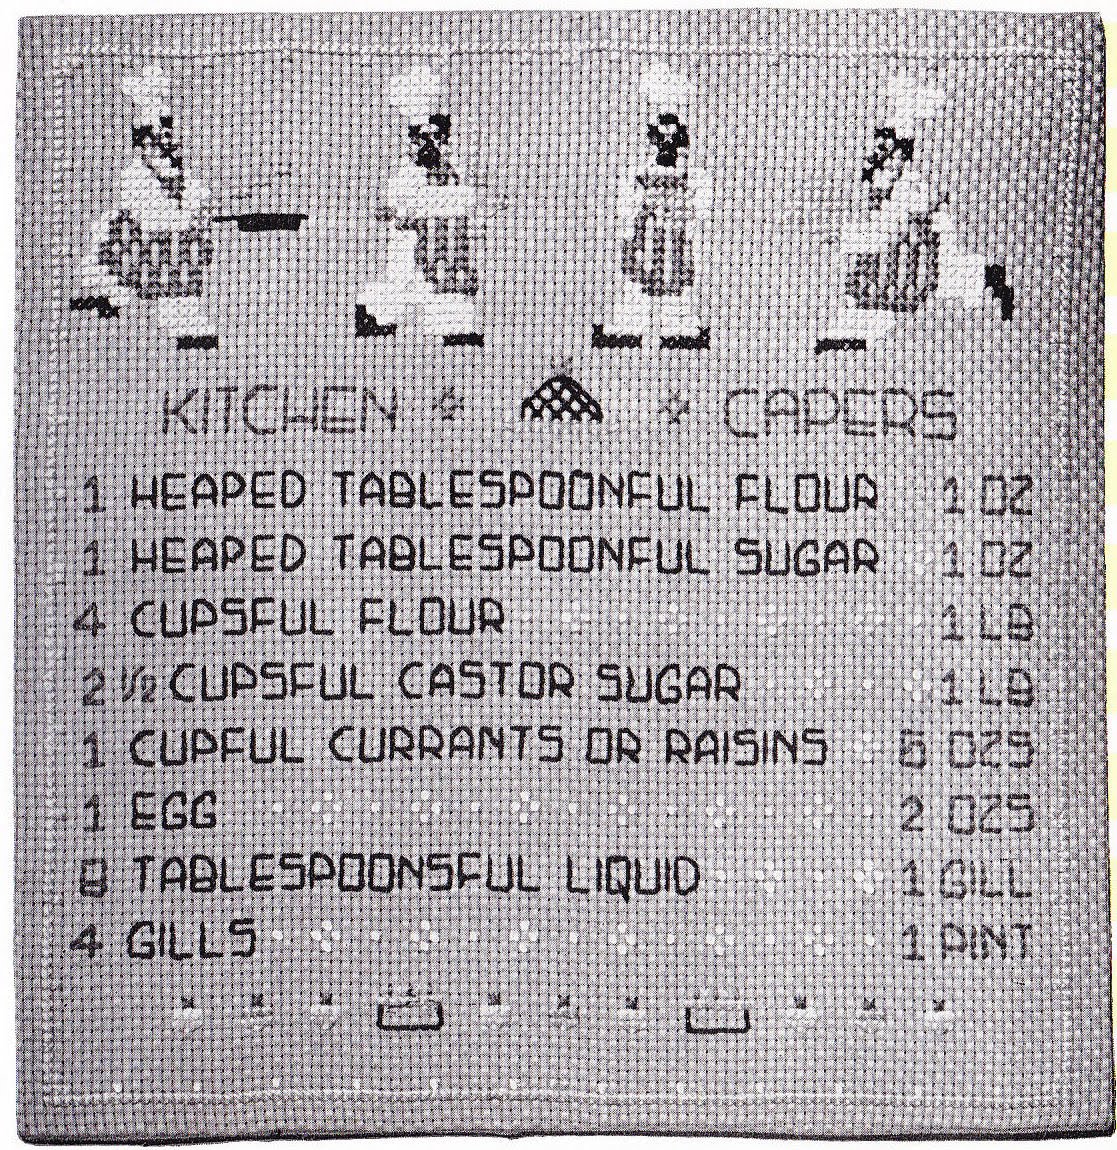 KITCHEN CAPERS
1 HEAPED TABLESPOONFUL FLOUR 1 OZ
1 HEAPED TABLESPOONFUL SUGAR 1 OZ
4 CUPSFUL FLOUR 1 LB
2 1/2 CUPSFUL CASTOR SUGAR 1 LB
1 CUPFUL CURRANTS OR RAISINS 5 OZS
1 EGG 2 OZS
8 TABLESPOONSFUL LIQUID 1 GILL
4 GILLS 1 PINT